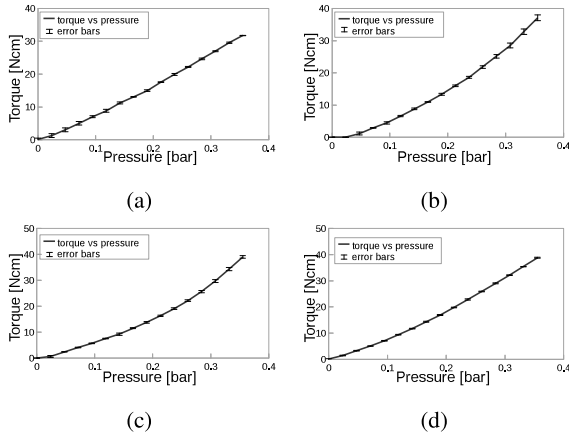 40
30
20
10
0
Torque [Ncm]
torque vs pressure
error bars
0 0.1 0.2 0.3 0.4
Pressure [bar]
(a)
40
30
20
10
0
Torque [Ncm]
torque vs pressure
error bars
0 0.1 0.2 0.3 0.4
Pressure [bar]
(b)
50
40
30
20
10
0
Torque [Ncm]
torque vs pressure
error bars
0 0.1 0.2 0.3 0.4
Pressure [bar]
(c)
50
40
30
20
10
0
Torque [Ncm]
torque vs pressure
error bars
0 0.1 0.2 0.3 0.4
Pressure [bar]
(d)